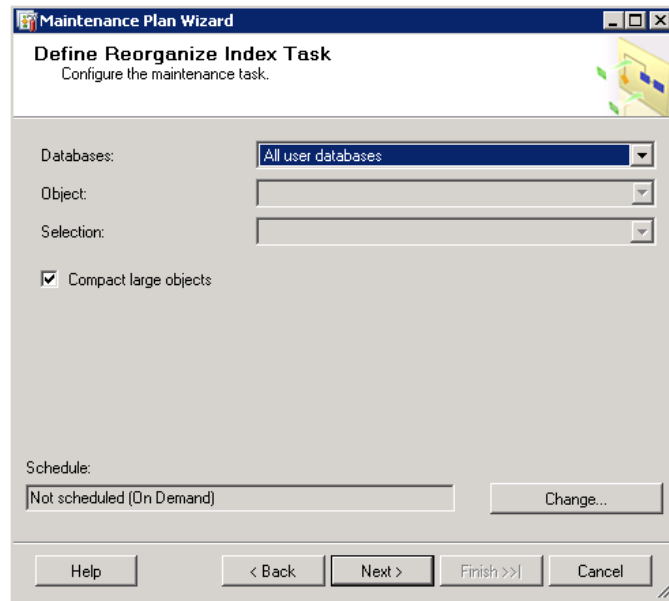 Maintenance Plan Wizard
Define Reorganize Index Task
Configure the maintenance task.
Databases: All user databases
Object:
Selection:
Compact large objects
Schedule:
Not scheduled (On Demand) Change...
Help < Back Next > Finish >>| Cancel